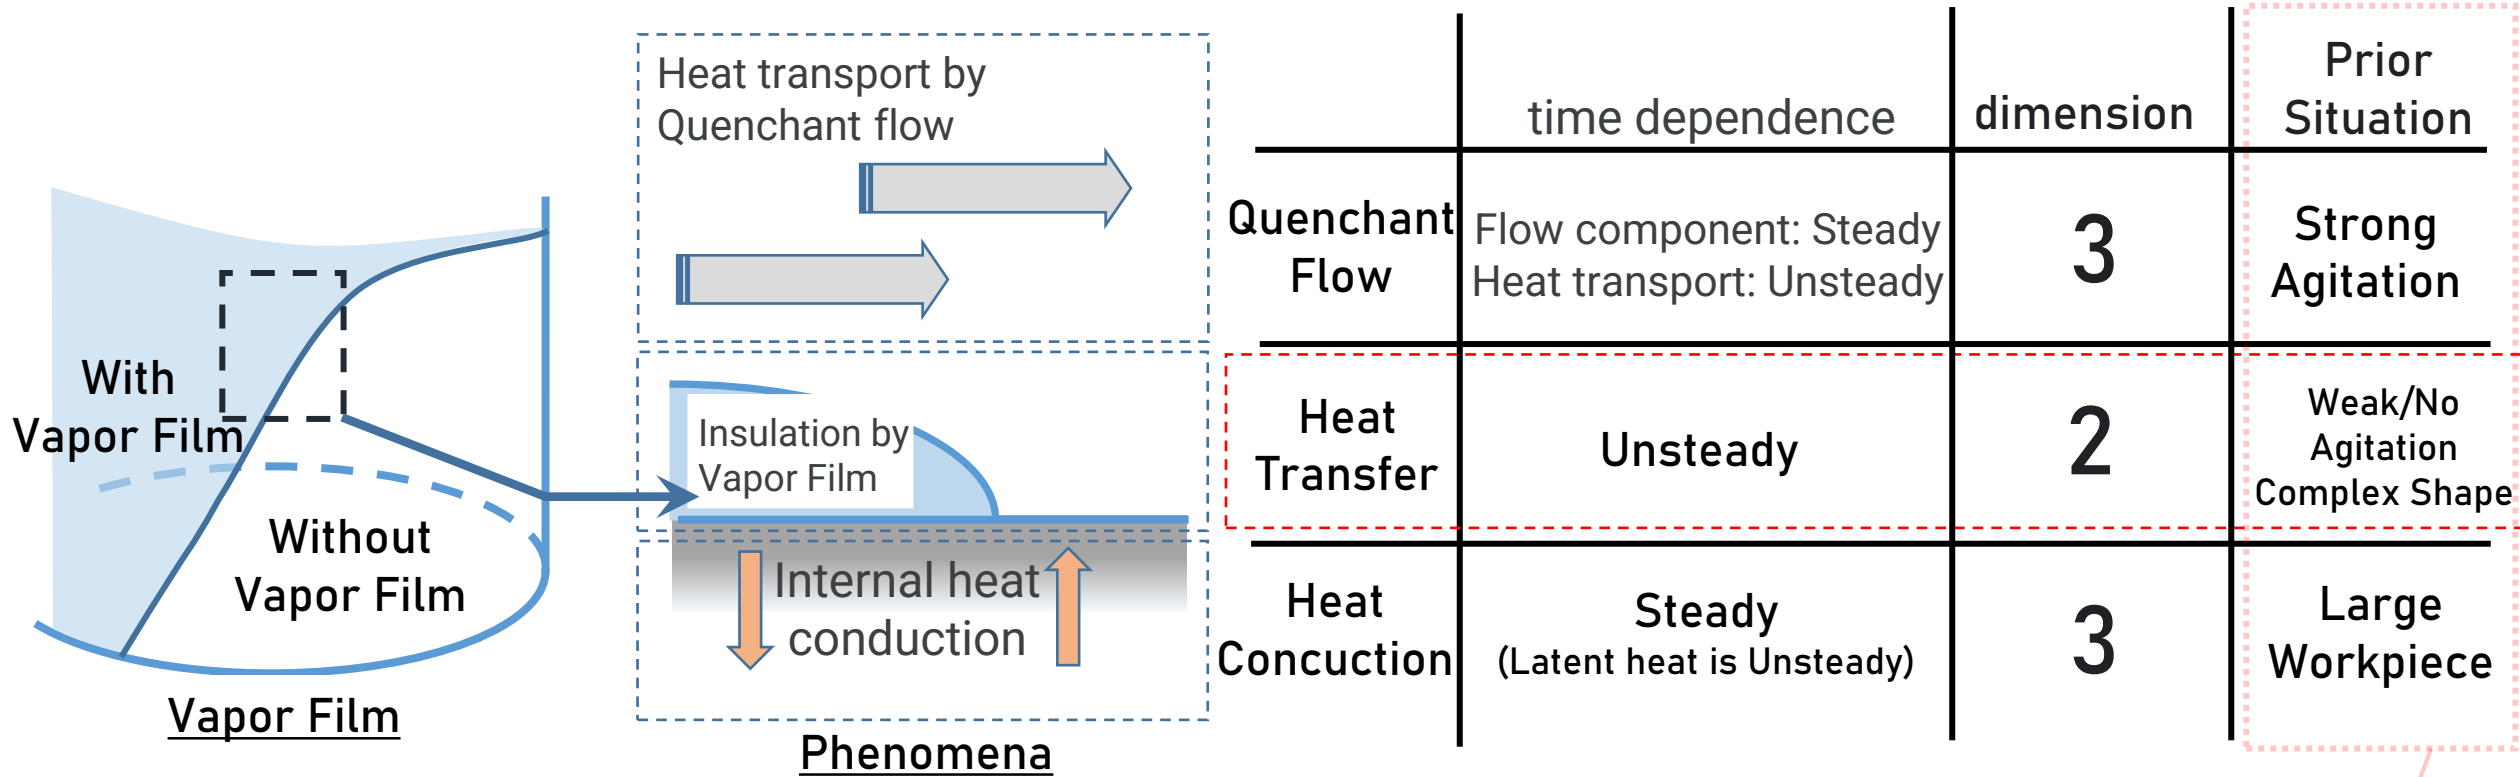 With
Vapor Film
Without
Vapor Film
Vapor Film
Heat transport by
Quenchant flow
Insulation by
Vapor Film
Internal heat
conduction
Phenomena
time dependence
dimension
Prior
Situation
Quenchant
Flow
Flow component: Steady
Heat transport: Unsteady
3
Strong
Agitation
Heat
Transfer
Unsteady
2
Weak/No
Agitation
Complex Shape
Heat
Concuction
Steady
(Latent heat is Unsteady)
3
Large
Workpiece